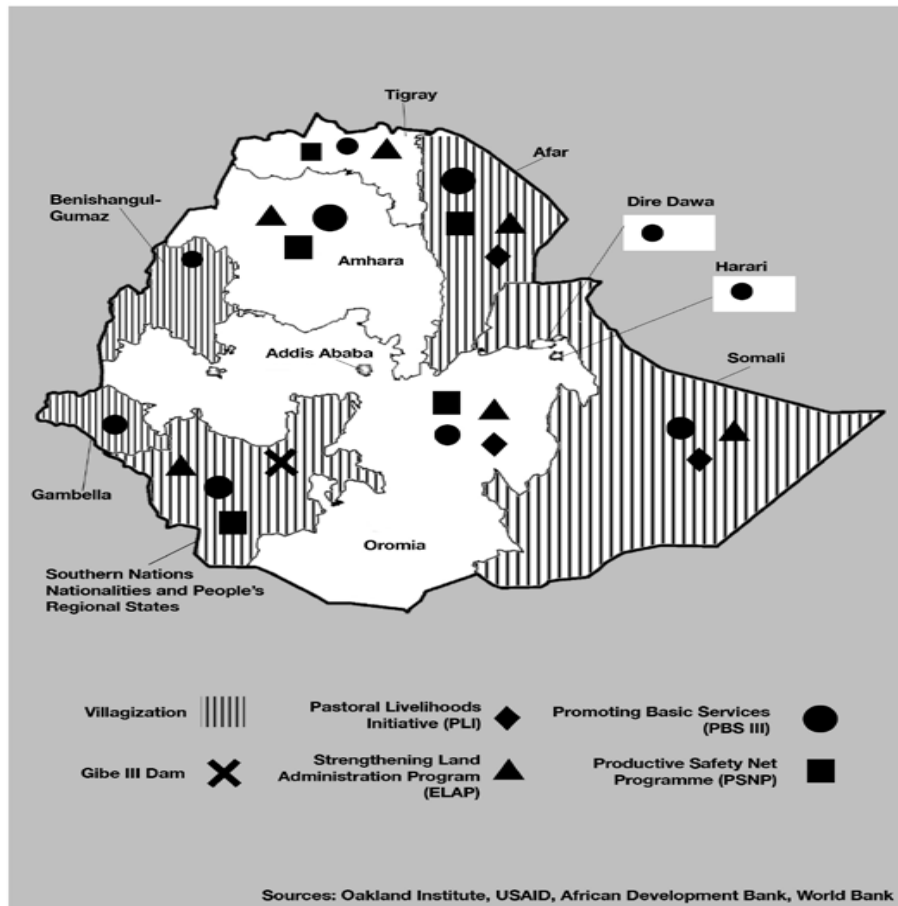 Tigray
Afar
Benishangul-
Gumaz
Dire Dawa
Amhara
Harari
Addis Ababa
Somali
Gambella
Oromia
Southern Nations
Nationalities and People's
Regional States
Villagization
Pastoral Livelihoods
Initiative (PLI)
Promoting Basic Services
(PBS III)
Gibe III Dam
Strengthening Land
Administration Program
(ELAP)
Productive Safety Net
Programme (PSNP)
Sources: Oakland Institute, USAID, African Development Bank, World Bank